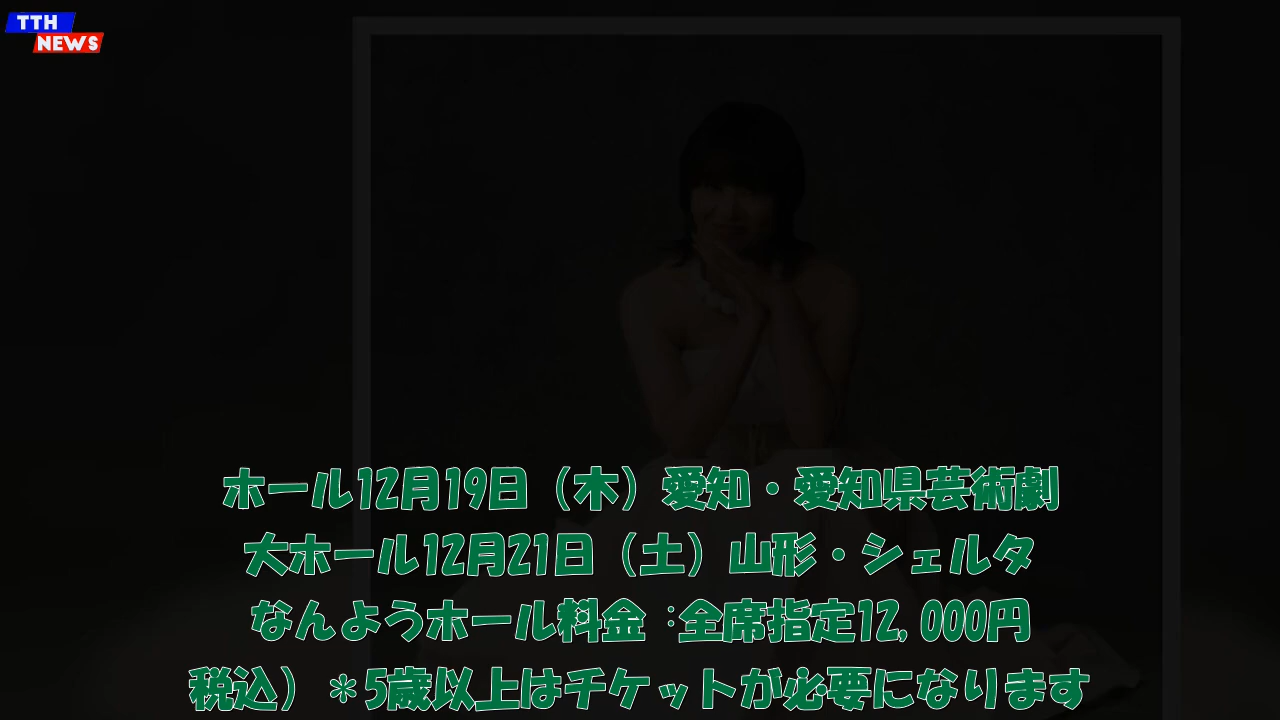 TTH
NEWS
ホール12月19日（木）愛知・愛知県芸術劇
大ホール12月21日（土）山形・シェルタ
なんようホール料金：全席指定12,000円
税込）＊5歳以上はチケットが必要になります